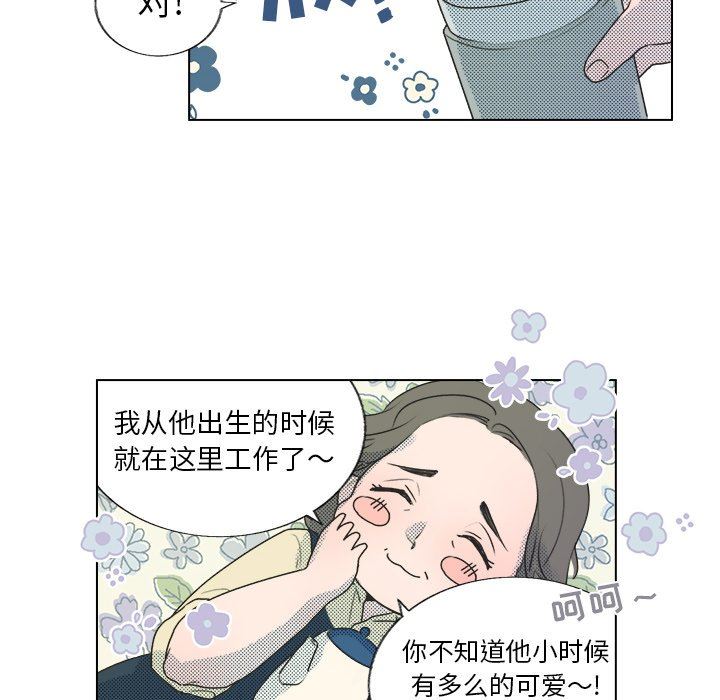 对!
我从他出生的时候
就在这里工作了～
呵呵～
你不知道他小时候
有多么的可爱～!